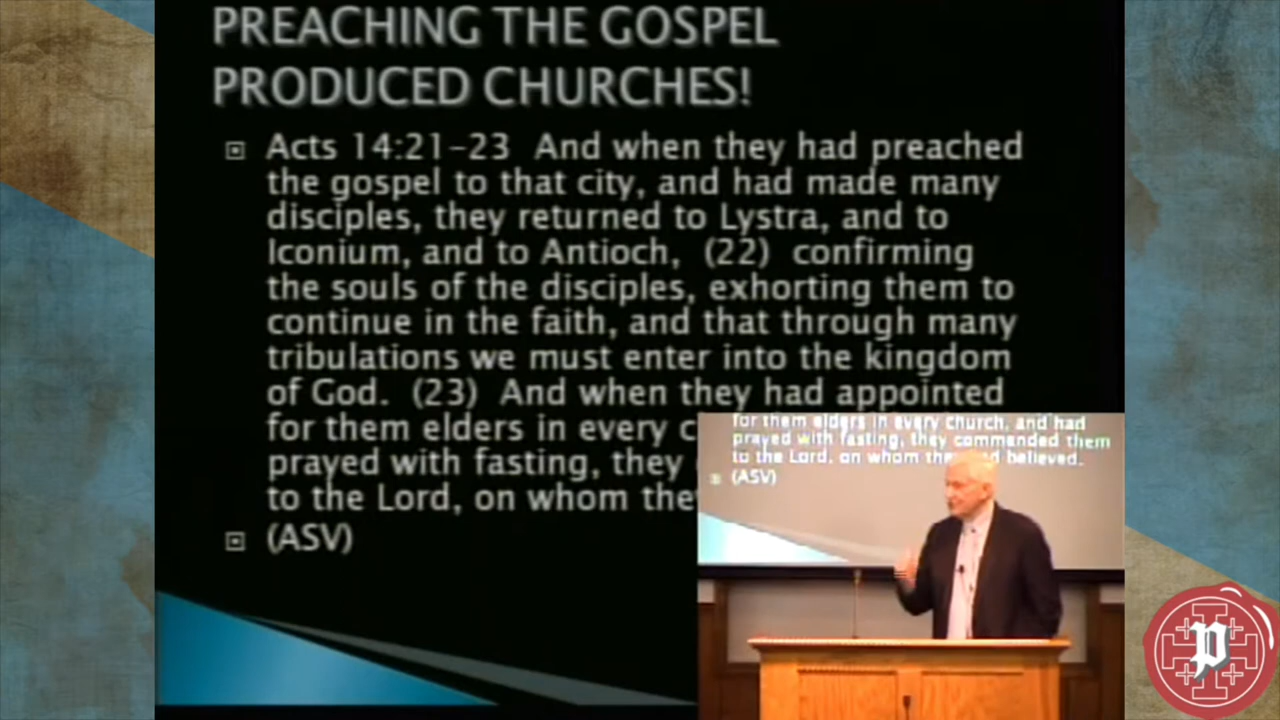 PREACHING THE GOSPEL
PRODUCED CHURCHES!
Acts 14:21-23 And when they had preached
the gospel to that city, and had made many
disciples, they returned to Lystra, and to
Iconium, and to Antioch, (22) confirming
the souls of the disciples, exhorting them to
continue in the faith, and that through many
tribulations we must enter into the kingdom
of God. (23) And when they had appointed
for them elders in every c
prayed with fasting, they
to the Lord, on whom the
(ASV)
for them elders in every church, and had
prayed with fasting, they commended them
to the Lord, on whom they had believed.
(ASV)
p